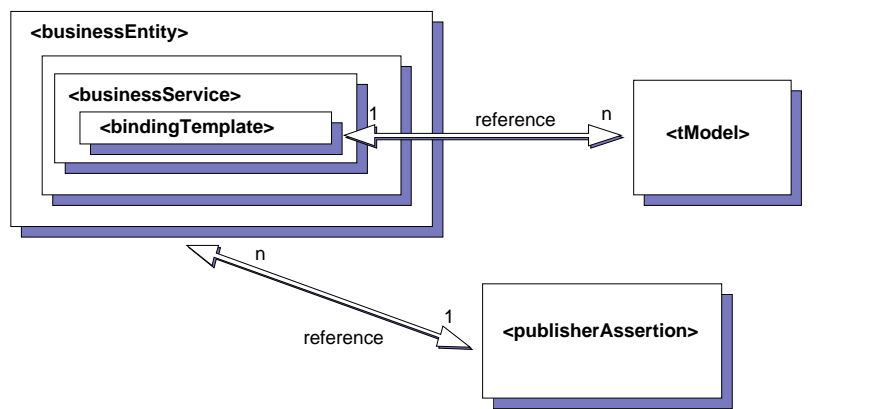 <businessEntity>
<businessService>
<bindingTemplate>
1
reference
n
<tModel>
n
1
reference
<publisherAssertion>